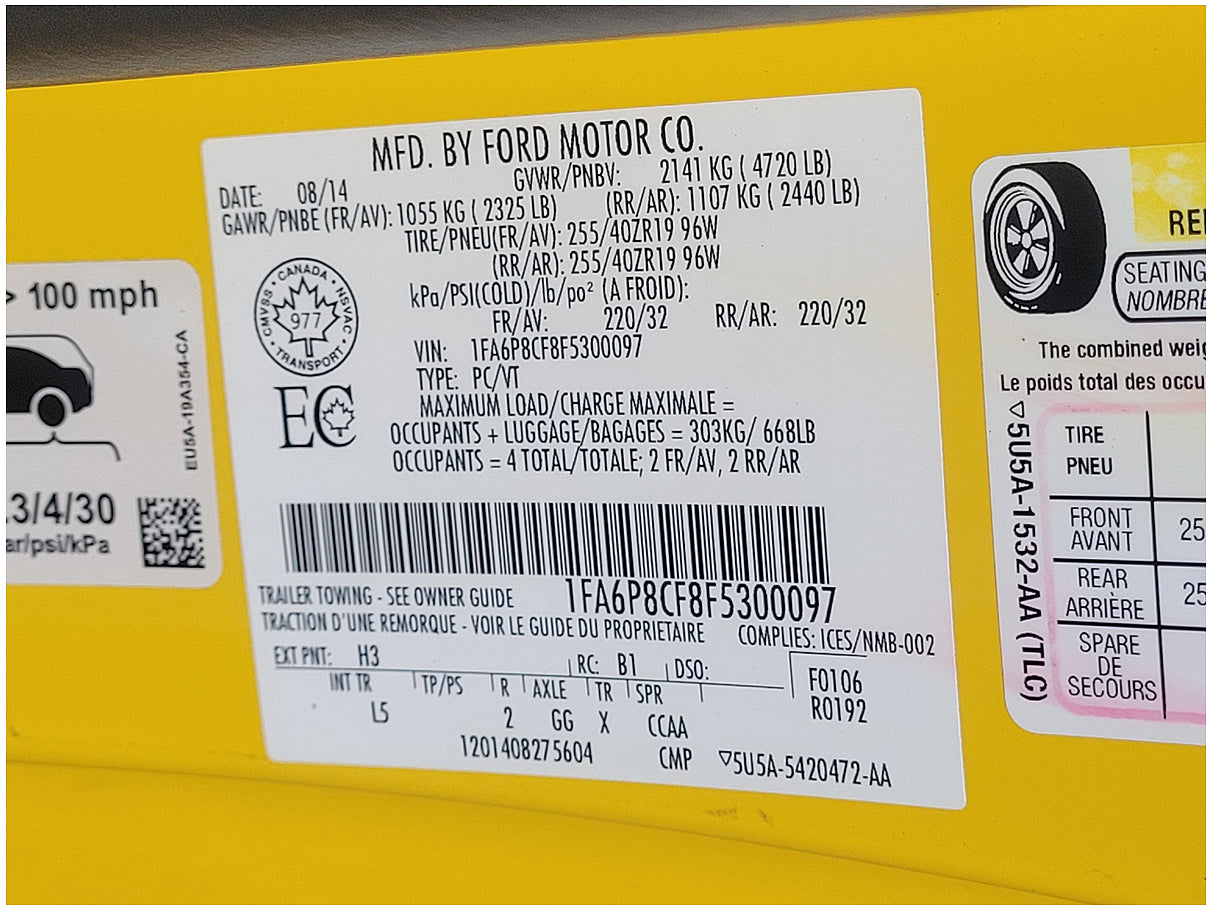 > 100 mph
EU5A-19A354-CA
3/4/30
ar/psi/kPa
MFD. BY FORD MOTOR CO.
DATE: 08/14 GVWR/PNBV: 2141 KG ( 4720 LB)
GAWR/PNBE (FR/AV): 1055 KG ( 2325 LB) (RR/AR): 1107 KG ( 2440 LB)
TIRE/PNEU(FR/AV): 255/40ZR19 96W
(RR/AR): 255/40ZR19 96W
kPa/PSI(COLD)/lb/po² (A FROID):
FR/AV: 220/32 RR/AR: 220/32
CANADA
CMVSS · NSVAC
977
TRANSPORT
VIN: 1FA6P8CF8F5300097
TYPE: PC/VT
EC
MAXIMUM LOAD/CHARGE MAXIMALE =
OCCUPANTS + LUGGAGE/BAGAGES = 303KG/ 668LB
OCCUPANTS = 4 TOTAL/TOTALE; 2 FR/AV, 2 RR/AR
TRAILER TOWING - SEE OWNER GUIDE 1FA6P8CF8F5300097
TRACTION D'UNE REMORQUE - VOIR LE GUIDE DU PROPRIETAIRE COMPLIES: ICES/NMB-002
EXT PNT: H3 RC: B1 DSO: F0106
INT TR TP/PS R AXLE TR SPR R0192
L5 2 GG X CCAA
1201408275604 CMP ▽5U5A-5420472-AA
SEATING
NOMBRE
The combined
Le poids total des
▽5U5A-1532-AA (TLC)
TIRE
PNEU
FRONT 25
AVANT
REAR 25
ARRIÈRE
SPARE
DE
SECOURS